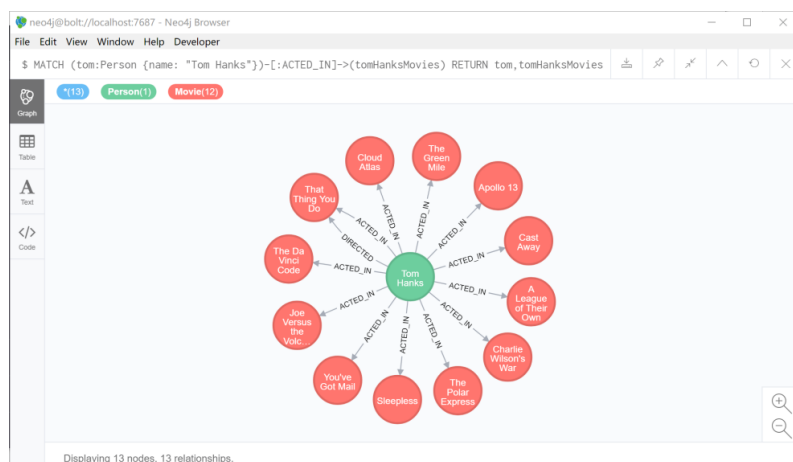 neo4j@bolt://localhost:7687 - Neo4j Browser
File Edit View Window Help Developer
$ MATCH (tom:Person {name: "Tom Hanks"})-[:ACTED_IN]->(tomHanksMovies) RETURN tom,tomHanksMovies
*(13) Person(1) Movie(12)
Graph
Table
Text
Code
Cloud
Atlas
The
Green
Mile
Apollo 13
That
Thing You
Do
Cast
Away
The Da
Vinci
Code
Tom
Hanks
A
League
of Their
Own
Joe
Versus
the
Volc...
Charlie
Wilson's
War
You've
Got Mail
Sleepless
The
Polar
Express
ACTED_IN
ACTED_IN
ACTED_IN
ACTED_IN
DIRECTED
ACTED_IN
ACTED_IN
ACTED_IN
ACTED_IN
ACTED_IN
ACTED_IN
ACTED_IN
ACTED_IN
Displaying 13 nodes, 13 relationships.